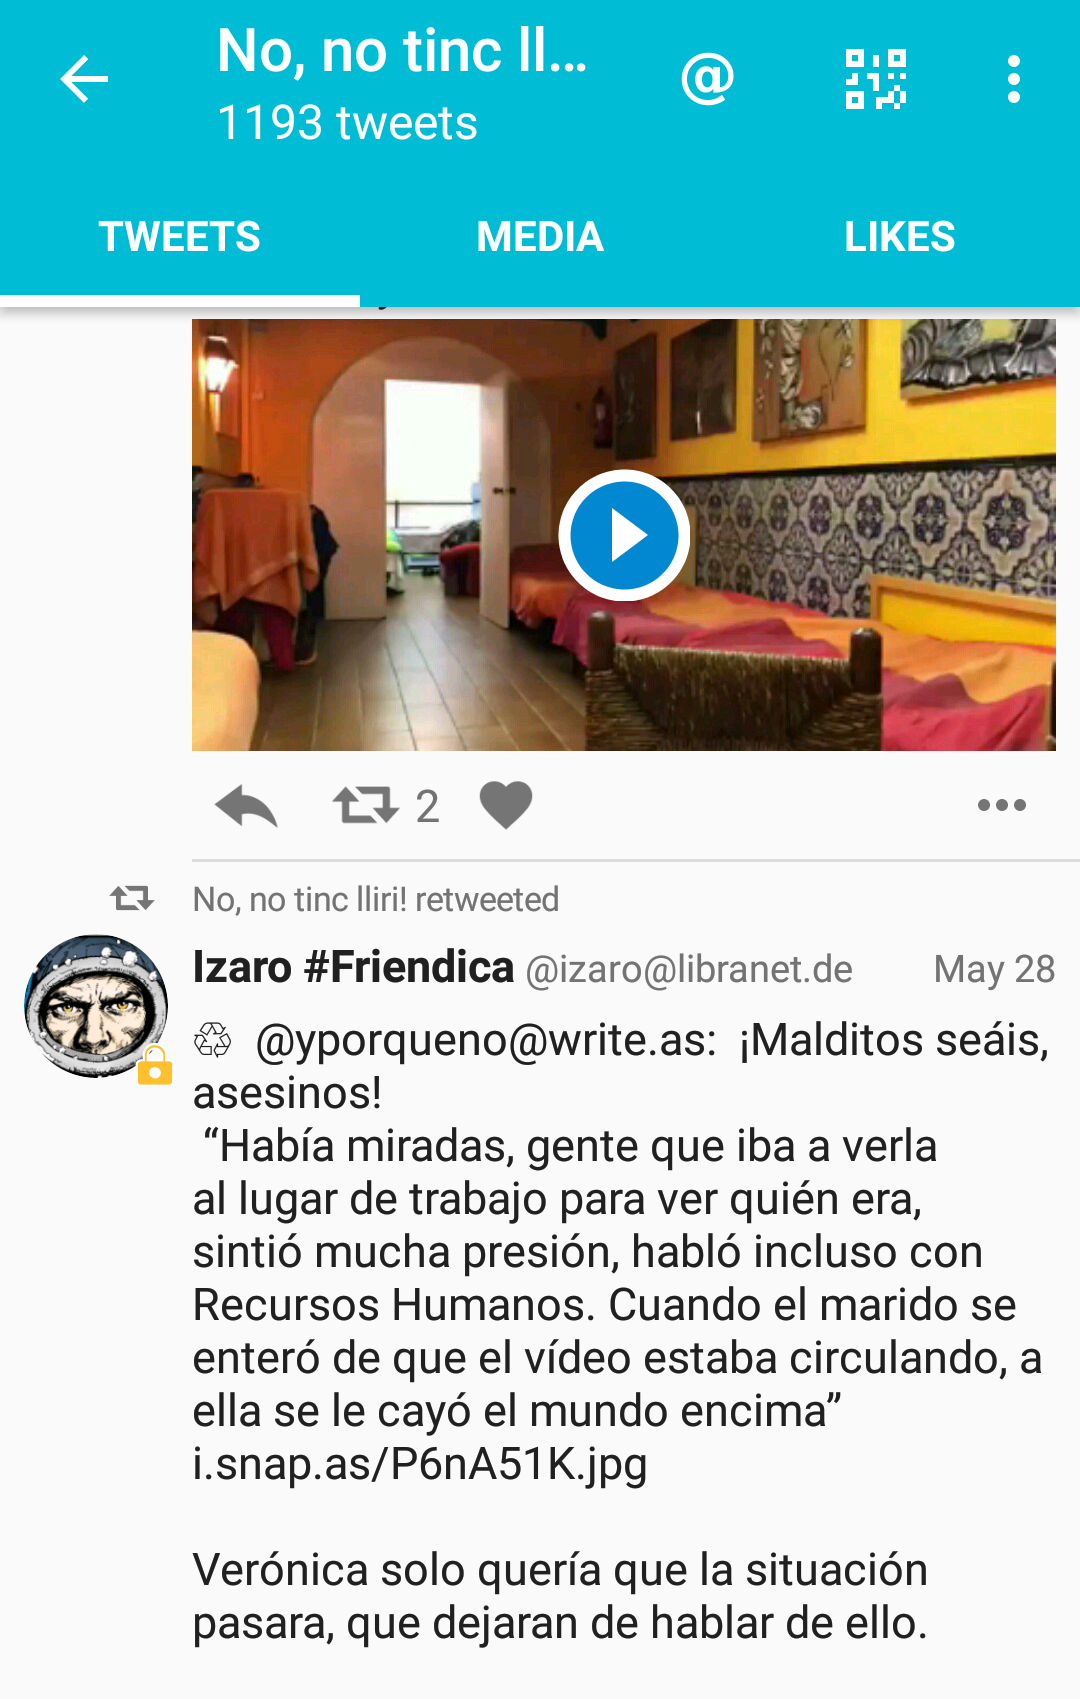 No, no tinc ll...
1193 tweets
TWEETS
MEDIA
LIKES
2
No, no tinc lliri! retweeted
Izaro #Friendica @izaro@libranet.de May 28
♲ @yporqueno@write.as: ¡Malditos seáis,
asesinos!
“Había miradas, gente que iba a verla
al lugar de trabajo para ver quién era,
sintió mucha presión, habló incluso con
Recursos Humanos. Cuando el marido se
enteró de que el vídeo estaba circulando, a
ella se le cayó el mundo encima”
i.snap.as/P6nA51K.jpg
Verónica solo quería que la situación
pasara, que dejaran de hablar de ello.